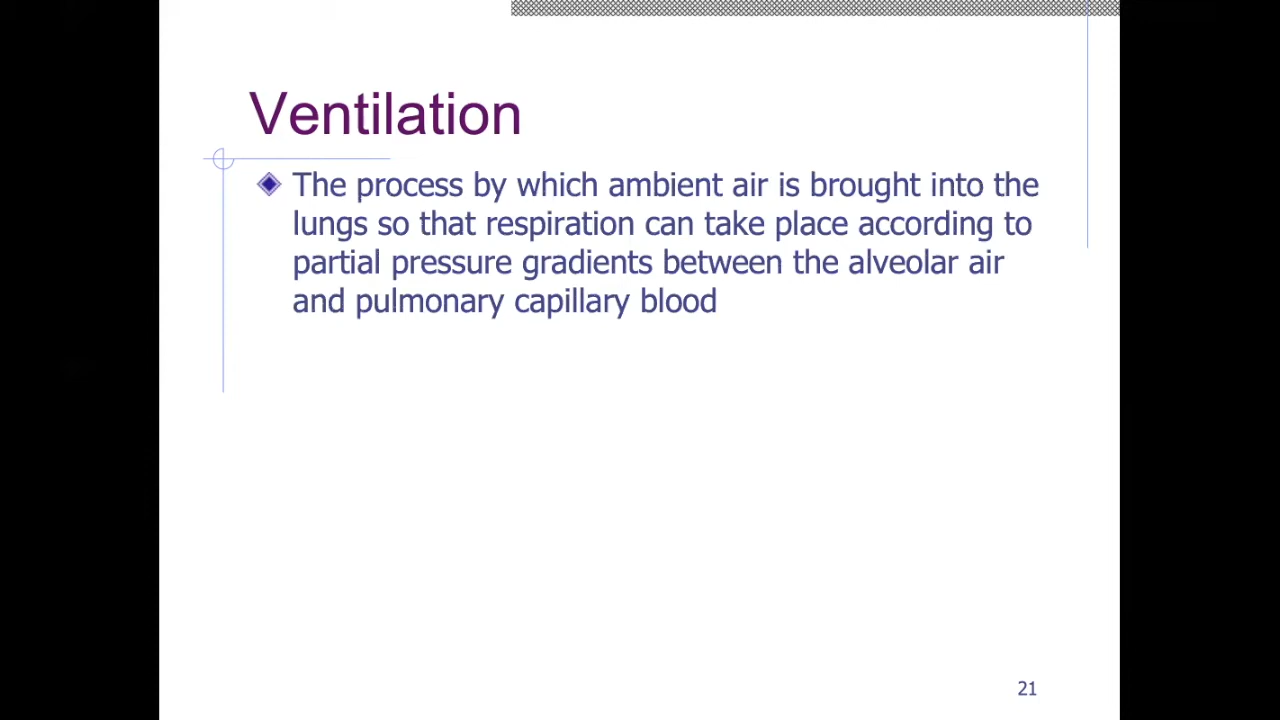 Ventilation
The process by which ambient air is brought into the
lungs so that respiration can take place according to
partial pressure gradients between the alveolar air
and pulmonary capillary blood
21